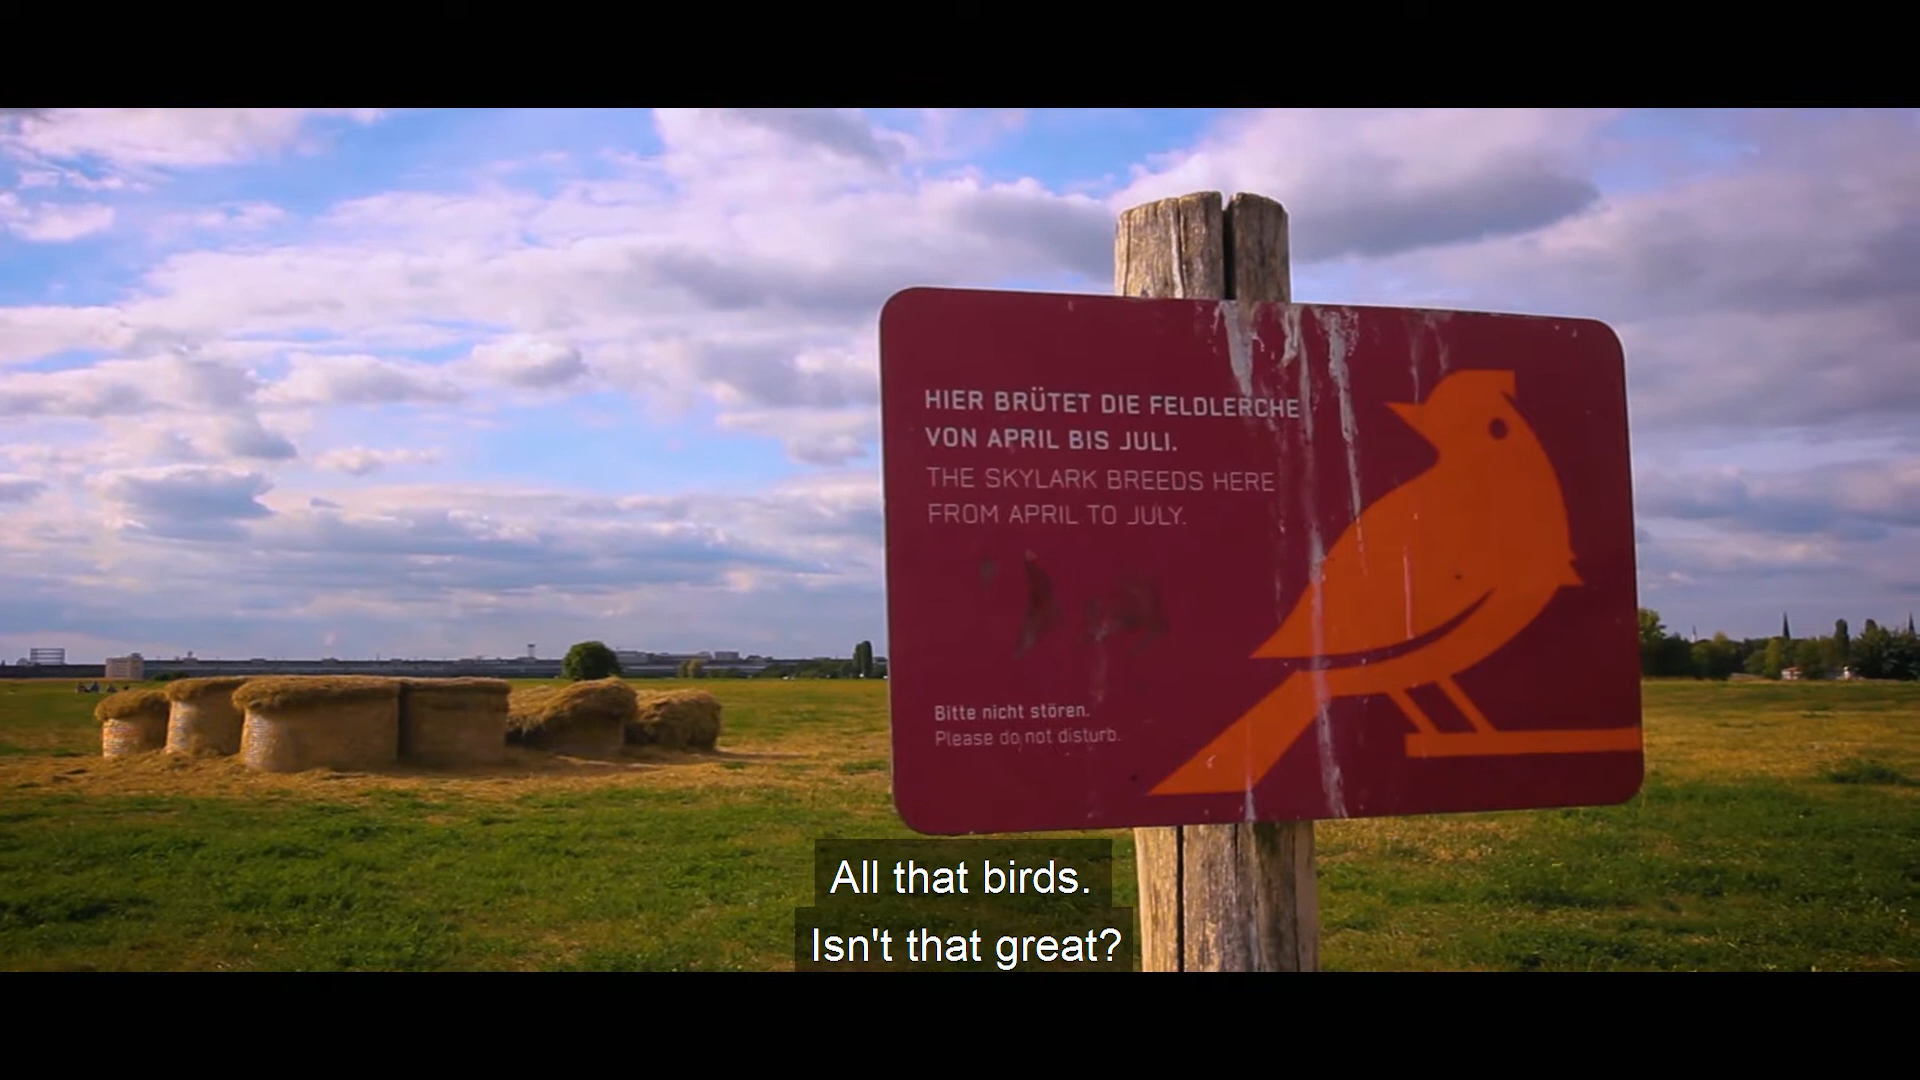 HIER BRÜTET DIE FELDLERCHE
VON APRIL BIS JULI.
THE SKYLARK BREEDS HERE
FROM APRIL TO JULY.
Bitte nicht stören.
Please do not disturb.
All that birds.
Isn't that great?